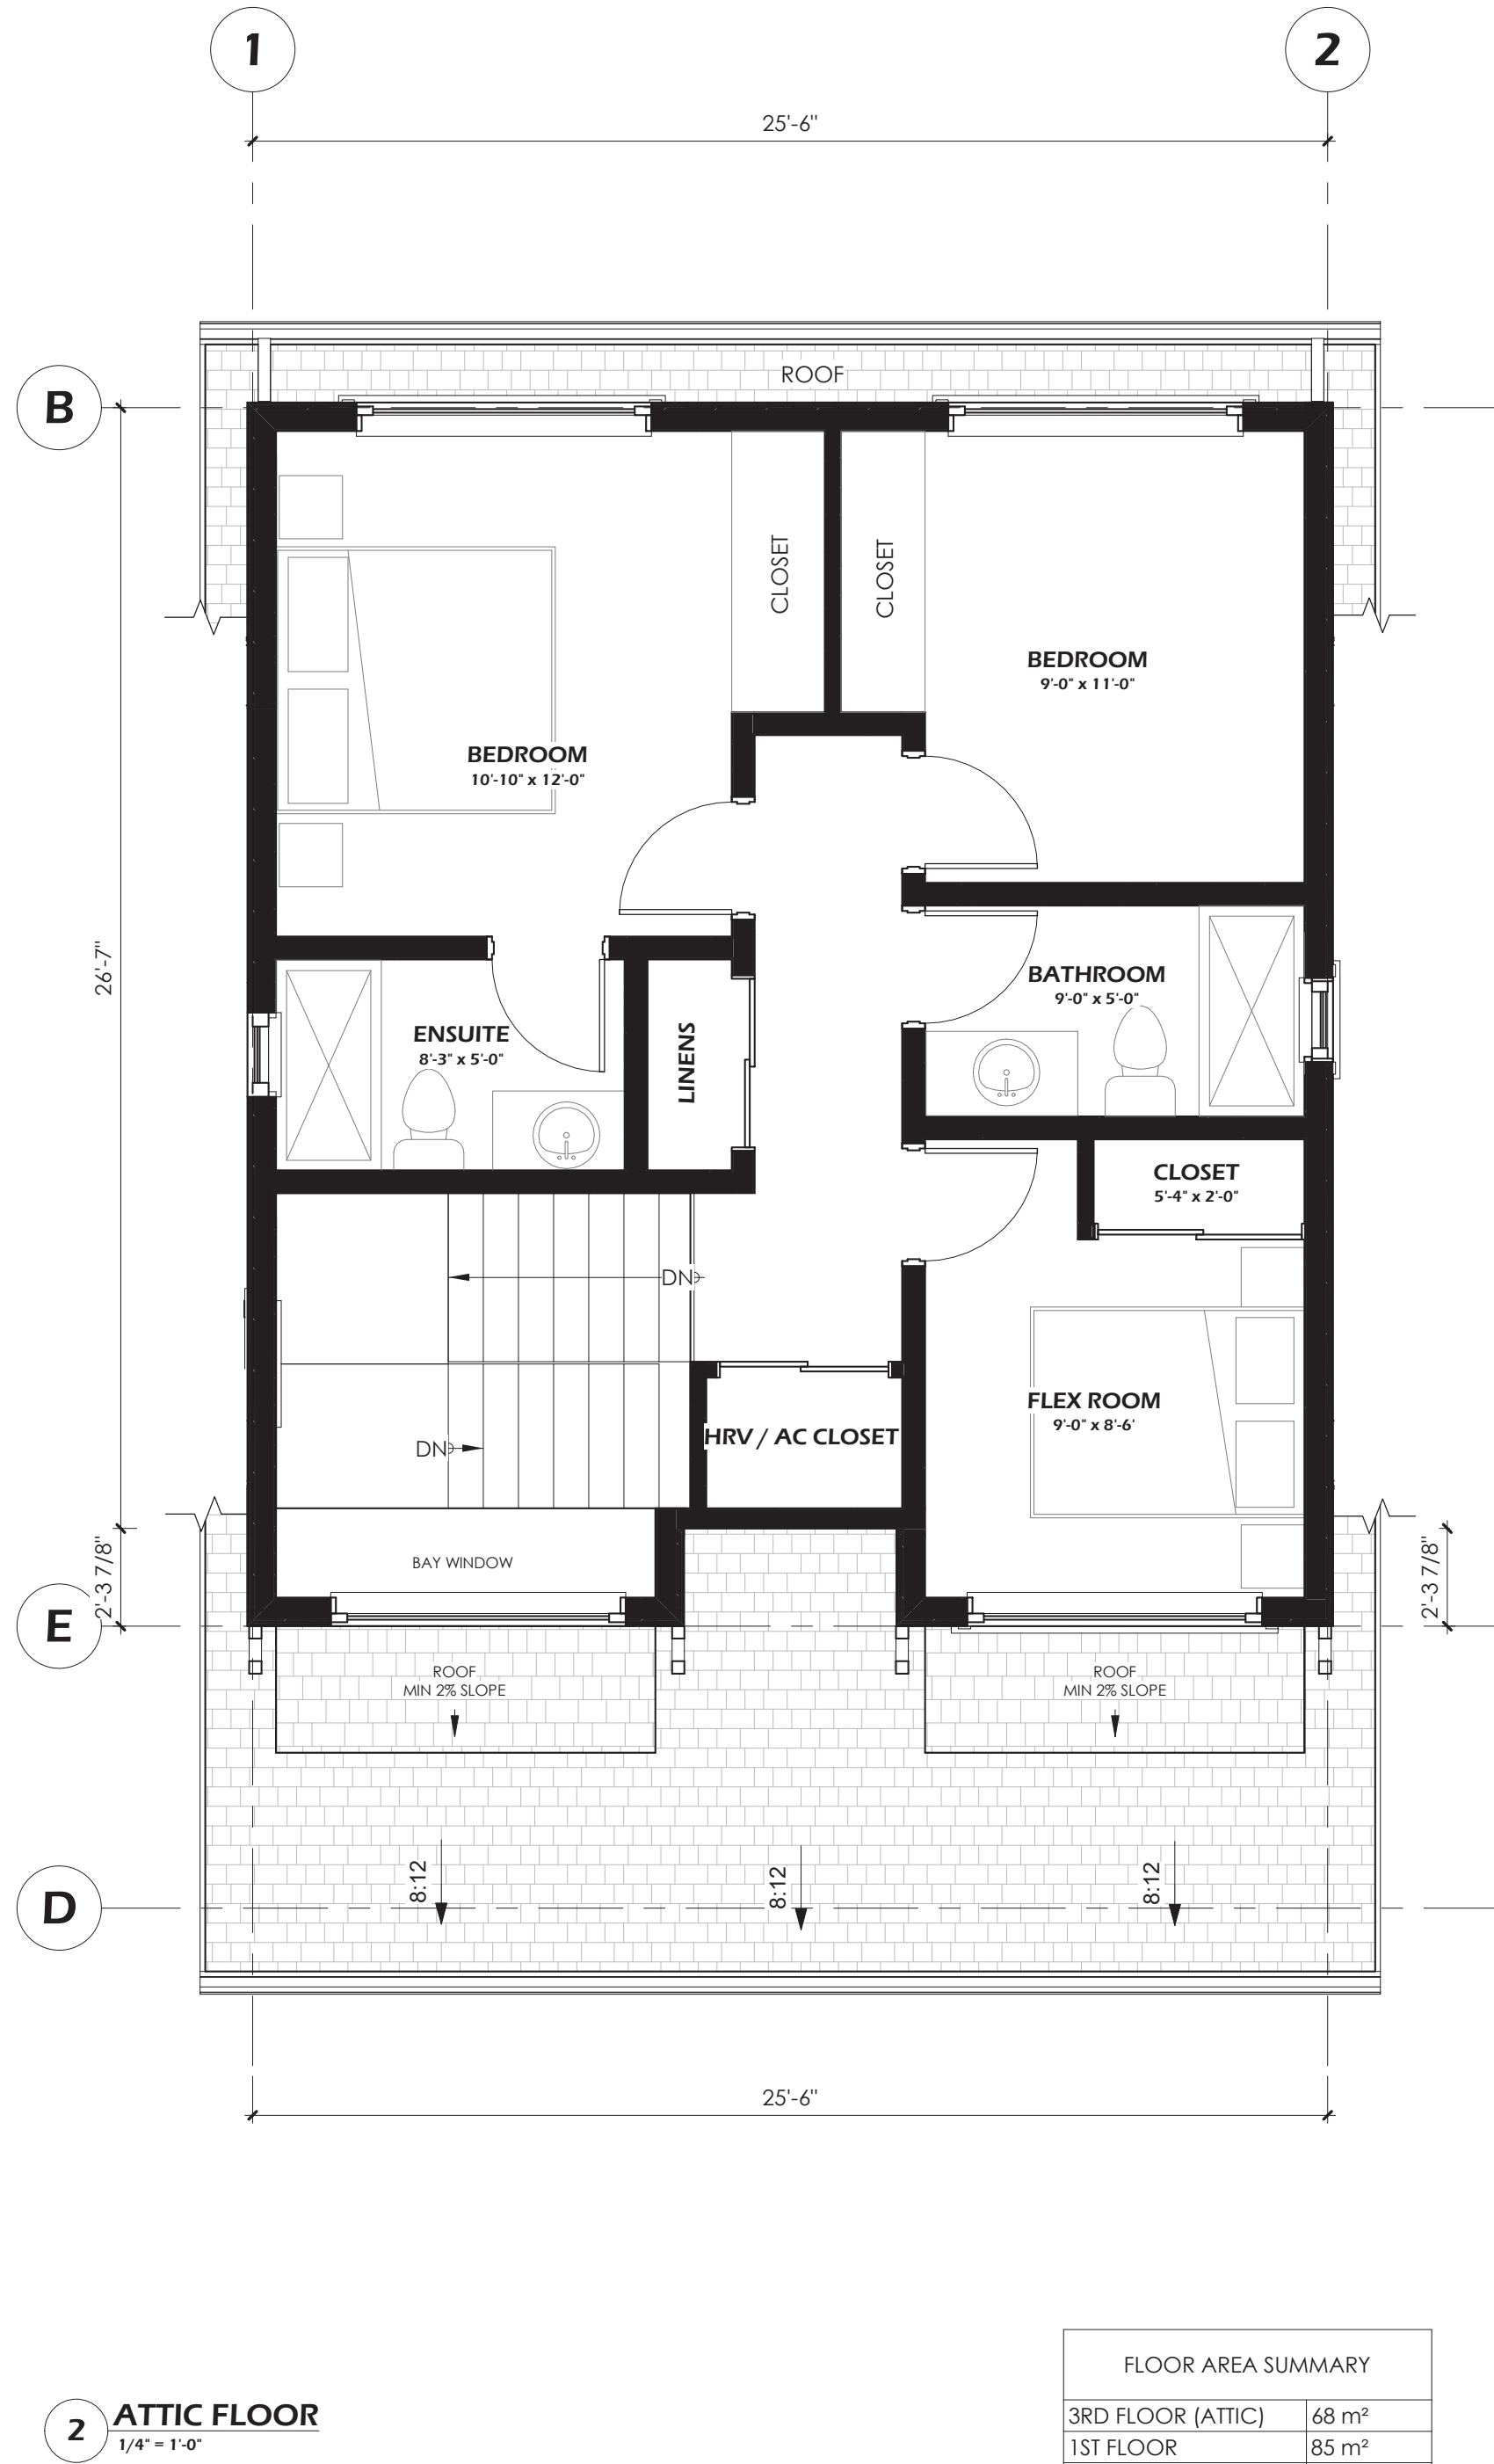 1
2
25'-6"
ROOF
B
CLOSET
CLOSET
BEDROOM
9'-0" x 11'-0"
BEDROOM
10'-10" x 12'-0"
26'-7"
BATHROOM
9'-0" x 5'-0"
ENSUITE
8'-3" x 5'-0"
LINENS
CLOSET
5'-4" x 2'-0"
DN
FLEX ROOM
9'-0" x 8'-6'
HRV / AC CLOSET
DN
BAY WINDOW
2'-3 7/8"
2'-3 7/8"
E
ROOF
MIN 2% SLOPE
ROOF
MIN 2% SLOPE
8:12
8:12
8:12
D
25'-6"
FLOOR AREA SUMMARY
3RD FLOOR (ATTIC) 68 m²
1ST FLOOR 85 m²
2 ATTIC FLOOR
1/4" = 1'-0"